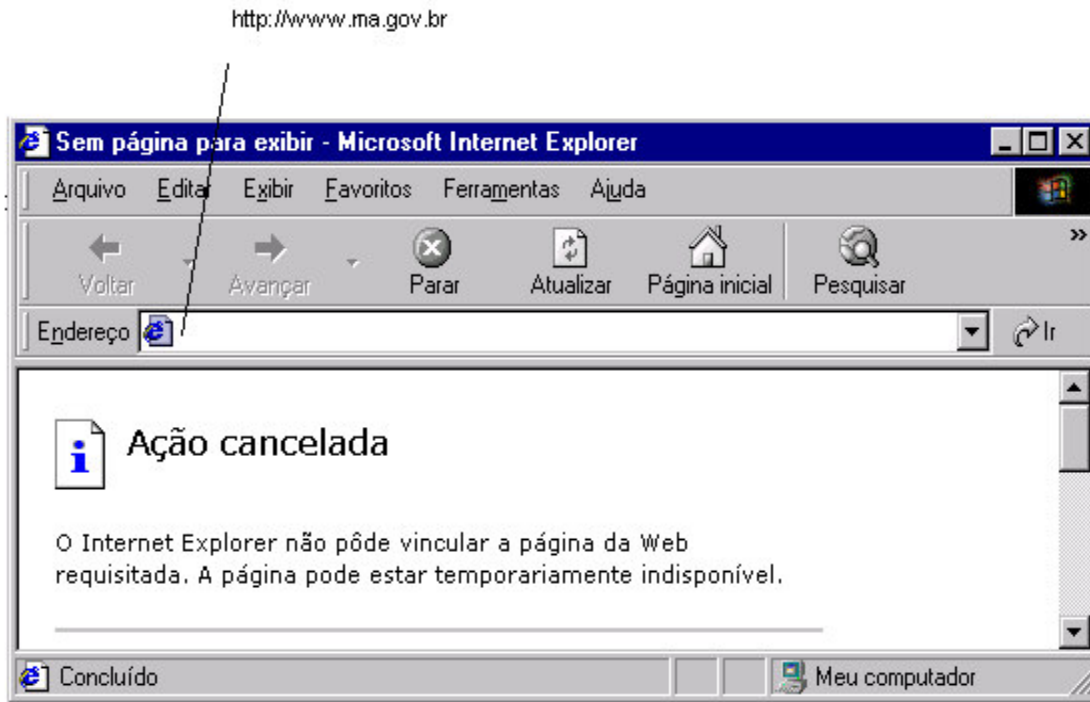 http://www.ma.gov.br
Sem página para exibir - Microsoft Internet Explorer
Arquivo Editar Exibir Favoritos Ferramentas Ajuda
Voltar Avançar Parar Atualizar Página inicial Pesquisar »
Endereço Ir
Ação cancelada
O Internet Explorer não pôde vincular a página da Web
requisitada. A página pode estar temporariamente indisponível.
Concluído Meu computador